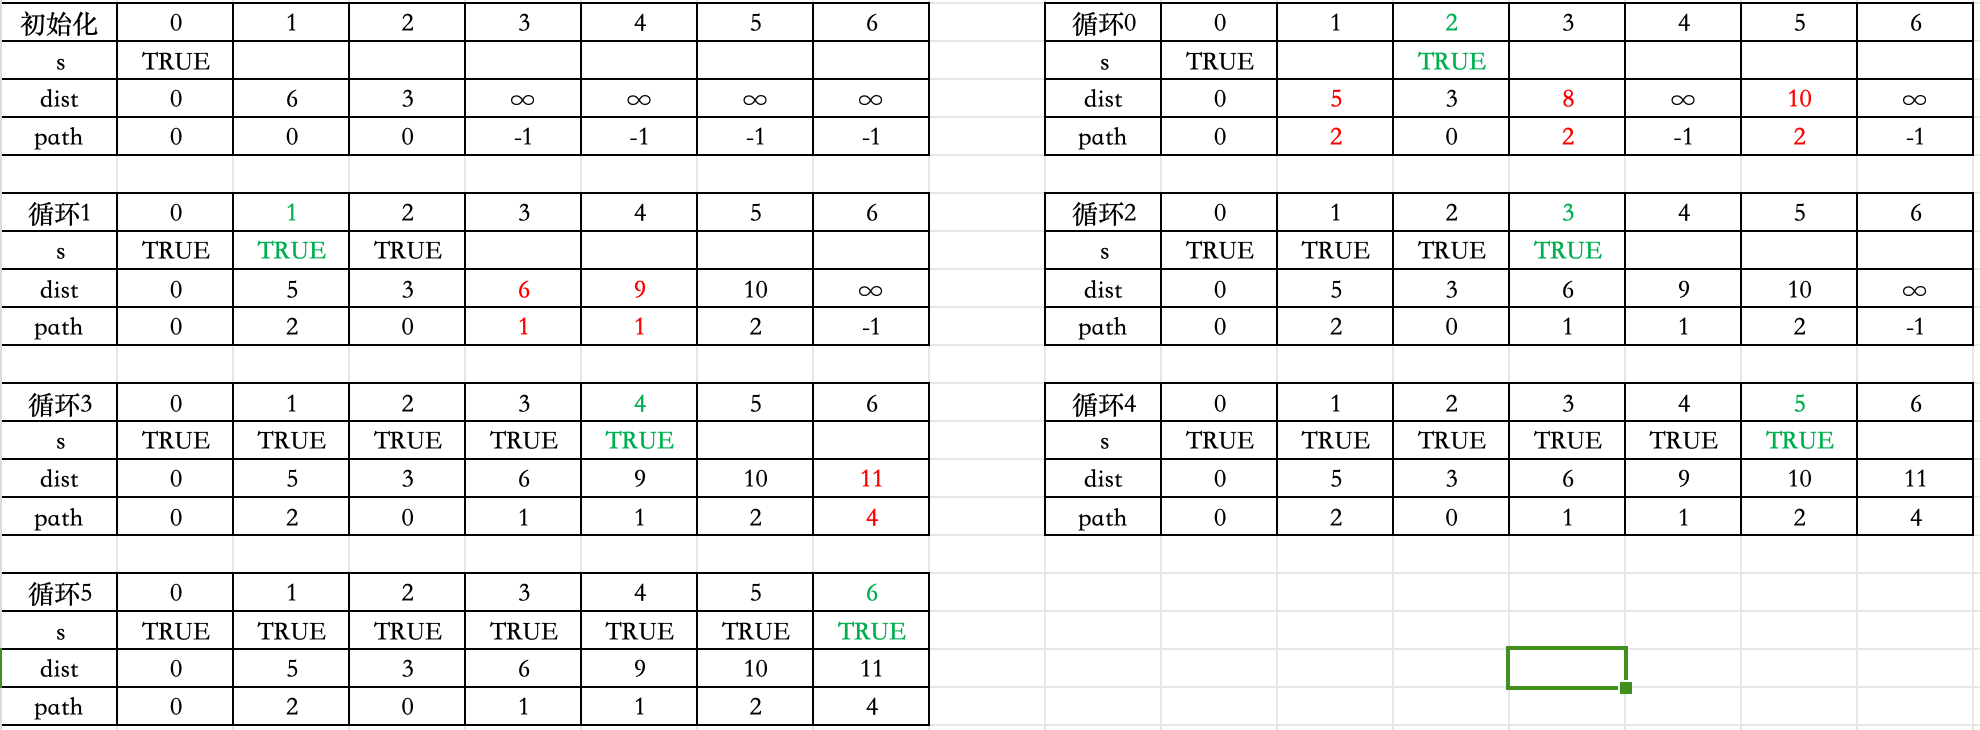 初始化 0 1 2 3 4 5 6
s TRUE
dist 0 6 3 ∞ ∞ ∞ ∞
path 0 0 0 -1 -1 -1 -1
循环0 0 1 2 3 4 5 6
s TRUE TRUE
dist 0 5 3 8 ∞ 10 ∞
path 0 2 0 2 -1 2 -1
循环1 0 1 2 3 4 5 6
s TRUE TRUE TRUE
dist 0 5 3 6 9 10 ∞
path 0 2 0 1 1 2 -1
循环2 0 1 2 3 4 5 6
s TRUE TRUE TRUE TRUE
dist 0 5 3 6 9 10 ∞
path 0 2 0 1 1 2 -1
循环3 0 1 2 3 4 5 6
s TRUE TRUE TRUE TRUE TRUE
dist 0 5 3 6 9 10 11
path 0 2 0 1 1 2 4
循环4 0 1 2 3 4 5 6
s TRUE TRUE TRUE TRUE TRUE TRUE
dist 0 5 3 6 9 10 11
path 0 2 0 1 1 2 4
循环5 0 1 2 3 4 5 6
s TRUE TRUE TRUE TRUE TRUE TRUE TRUE
dist 0 5 3 6 9 10 11
path 0 2 0 1 1 2 4